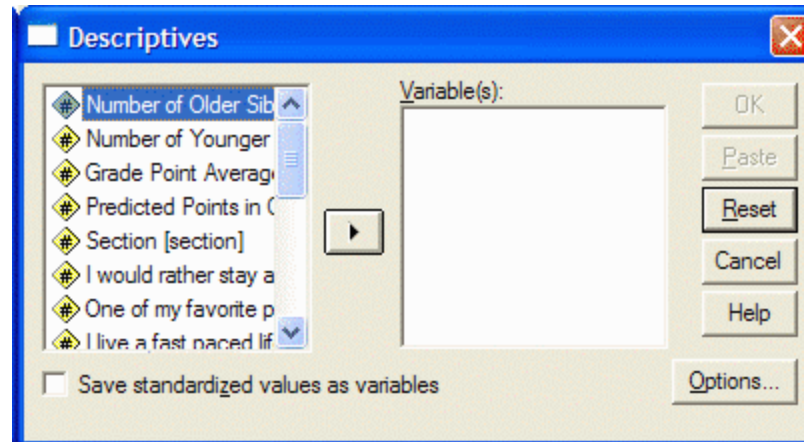 Descriptives
Number of Older Sib
Number of Younger
Grade Point Averag
Predicted Points in
Section [section]
I would rather stay a
One of my favorite p
I live a fast paced lif
Variable(s):
OK
Paste
Reset
Cancel
Help
Save standardized values as variables
Options...